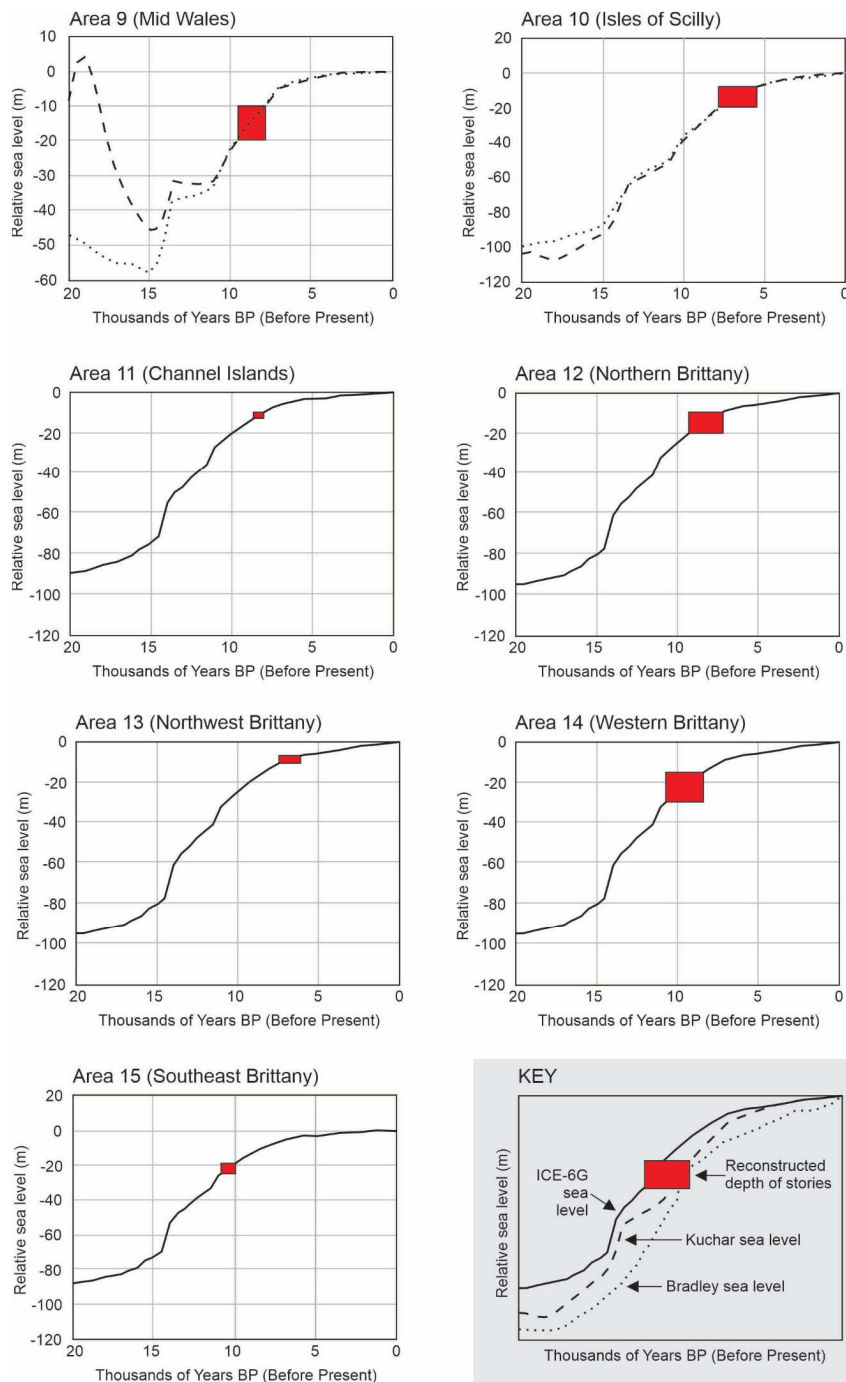 Area 9 (Mid Wales)
10
0
-10
-20
-30
-40
-50
-60
Relative sea level (m)
20 15 10 5 0
Thousands of Years BP (Before Present)
Area 10 (Isles of Scilly)
20
0
-20
-40
-60
-80
-100
-120
Relative sea level (m)
20 15 10 5 0
Thousands of Years BP (Before Present)
Area 11 (Channel Islands)
0
-20
-40
-60
-80
-100
-120
Relative sea level (m)
20 15 10 5 0
Thousands of Years BP (Before Present)
Area 12 (Northern Brittany)
0
-20
-40
-60
-80
-100
-120
Relative sea level (m)
20 15 10 5 0
Thousands of Years BP (Before Present)
Area 13 (Northwest Brittany)
0
-20
-40
-60
-80
-100
-120
Relative sea level (m)
20 15 10 5 0
Thousands of Years BP (Before Present)
Area 14 (Western Brittany)
0
-20
-40
-60
-80
-100
-120
Relative sea level (m)
20 15 10 5 0
Thousands of Years BP (Before Present)
Area 15 (Southeast Brittany)
20
0
-20
-40
-60
-80
-100
-120
Relative sea level (m)
20 15 10 5 0
Thousands of Years BP (Before Present)
KEY
Relative sea level (m)
ICE-6G
sea
level
Reconstructed
depth of stories
Kuchar sea level
Bradley sea level
Thousands of Years BP (Before Present)